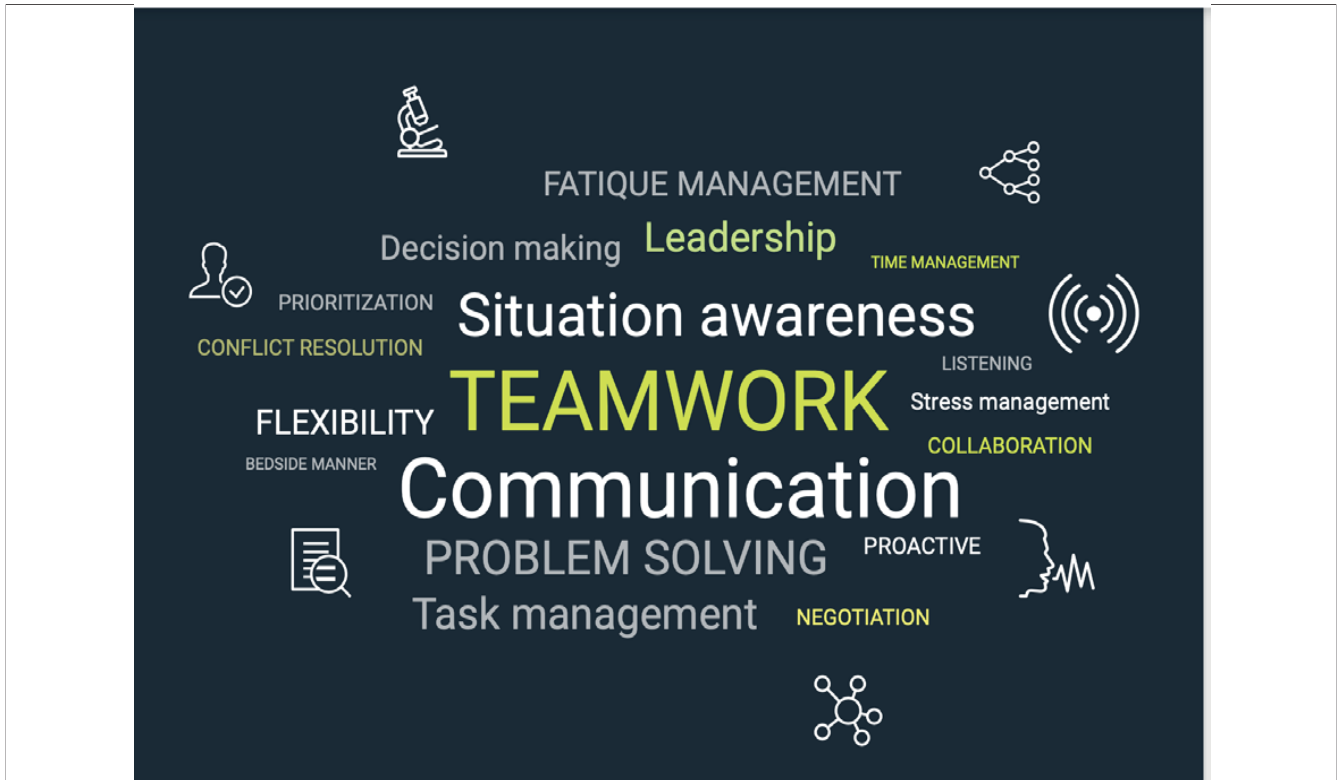 FATIQUE MANAGEMENT
Decision making Leadership
TIME MANAGEMENT
PRIORITIZATION Situation awareness
CONFLICT RESOLUTION
LISTENING
FLEXIBILITY TEAMWORK Stress management
COLLABORATION
BEDSIDE MANNER
Communication
PROBLEM SOLVING PROACTIVE
Task management NEGOTIATION